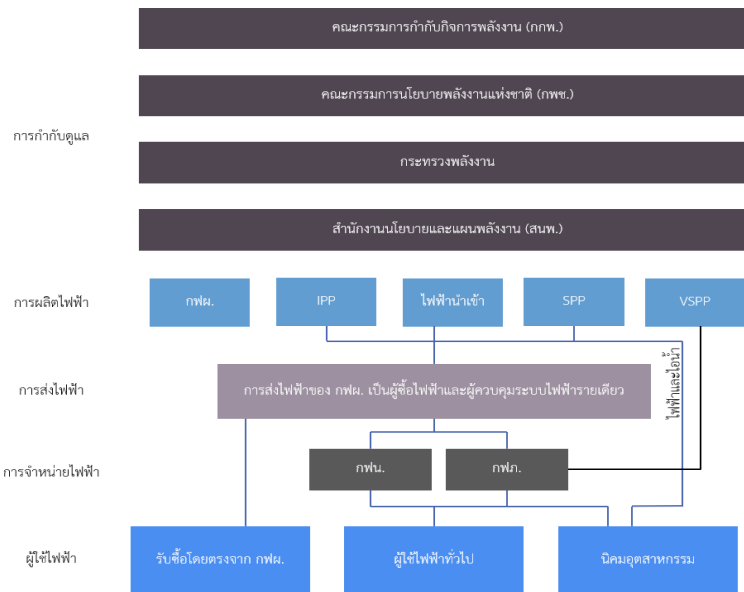 คณะกรรมการกำกับกิจการพลังงาน (กกพ.)
คณะกรรมการนโยบายพลังงานแห่งชาติ (กพช.)
การกำกับดูแล
กระทรวงพลังงาน
สำนักงานนโยบายและแผนพลังงาน (สนพ.)
การผลิตไฟฟ้า
กฟผ.
IPP
ไฟฟ้านำเข้า
SPP
VSPP
ไฟฟ้าและไอน้ำ
การส่งไฟฟ้า
การส่งไฟฟ้าของ กฟผ. เป็นผู้ซื้อไฟฟ้าและผู้ควบคุมระบบไฟฟ้ารายเดียว
การจำหน่ายไฟฟ้า
กฟน.
กฟภ.
ผู้ใช้ไฟฟ้า
รับซื้อโดยตรงจาก กฟผ.
ผู้ใช้ไฟฟ้าทั่วไป
นิคมอุตสาหกรรม